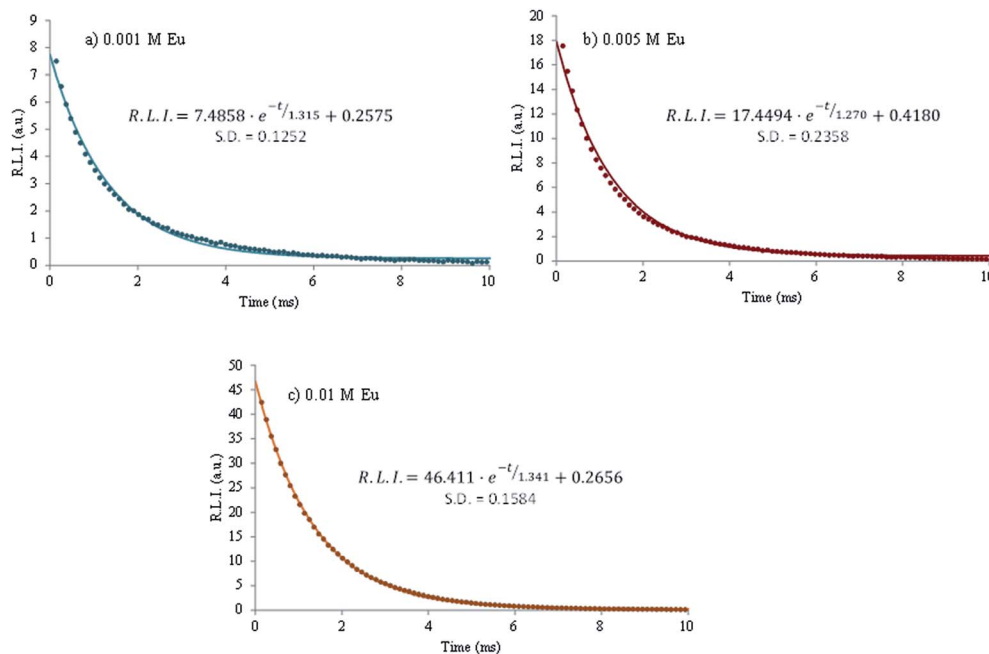 a) 0.001 M Eu
R.L.I. = 7.4858 · e^{-t/1.315} + 0.2575
S.D. = 0.1252
R.L.I. (a.u.)
9
8
7
6
5
4
3
2
1
0
0 2 4 6 8 10
Time (ms)
b) 0.005 M Eu
R.L.I. = 17.4494 · e^{-t/1.270} + 0.4180
S.D. = 0.2358
R.L.I. (a.u.)
20
18
16
14
12
10
8
6
4
2
0
0 2 4 6 8 10
Time (ms)
c) 0.01 M Eu
R.L.I. = 46.411 · e^{-t/1.341} + 0.2656
S.D. = 0.1584
R.L.I. (a.u.)
50
45
40
35
30
25
20
15
10
5
0
0 2 4 6 8 10
Time (ms)